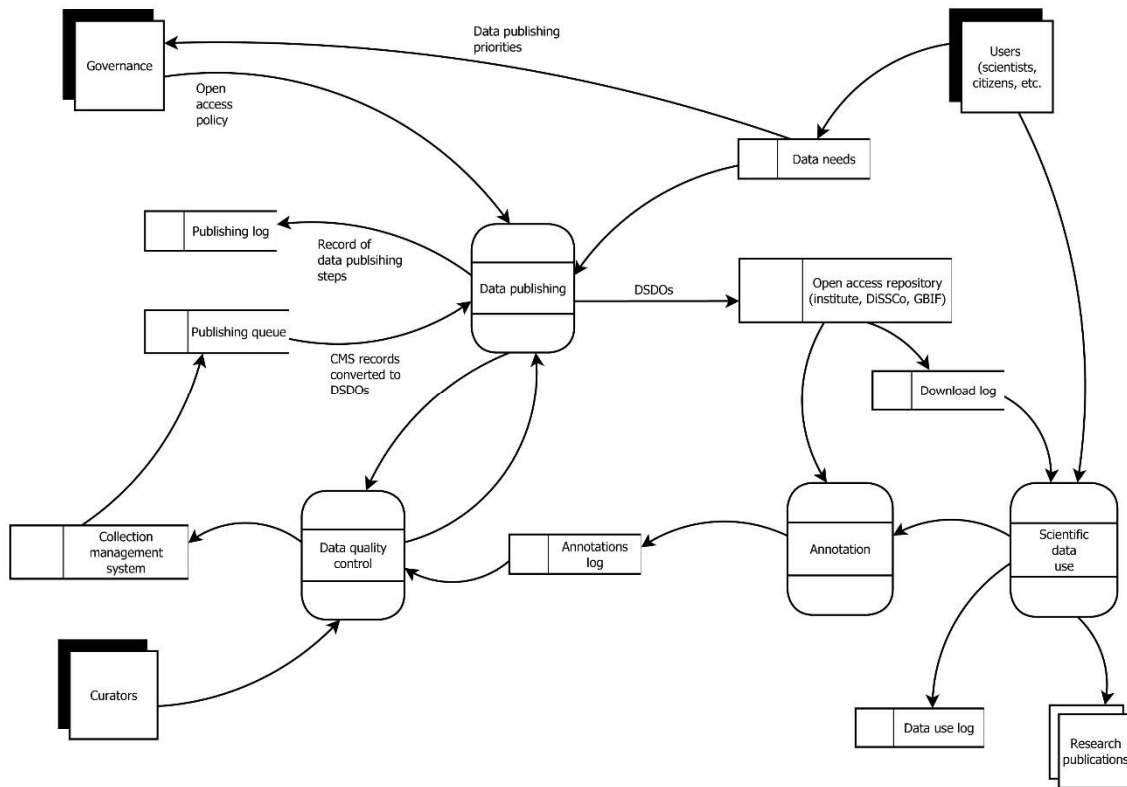 Data publishing
priorities
Governance
Users
(scientists,
citizens, etc.
Open
access
policy
Data needs
Publishing log
Record of
data publsihing
steps
Data publishing
DSDOs
Open access repository
(institute, DiSSCo, GBIF)
Publishing queue
CMS records
converted to
DSDOs
Download log
Collection
management
system
Data quality
control
Annotations
log
Annotation
Scientific
data
use
Curators
Data use log
Research
publications